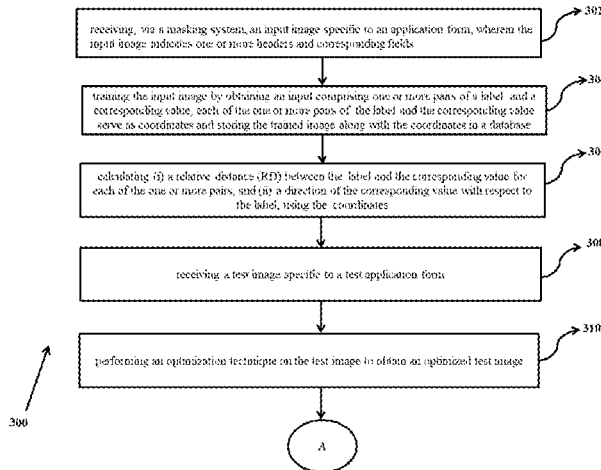 receiving, via a masking system, an input image specific to an application form, wherein the
input image indicates one or more headers and corresponding fields
302
training the input image by obtaining an input comprising one or more pairs of a label and a
corresponding value, each of the one or more pairs of the label and the corresponding value
serve as coordinates and storing the trained image along with the coordinates in a database
30
calculating (i) a relative distance (RD) between the label and the corresponding value for
each of the one or more pairs, and (ii) a direction of the corresponding value with respect to
the label, using the coordinates
30
receiving a test image specific to a test application form
30
performing an optimization technique on the test image to obtain an optimized test image
310
300
A